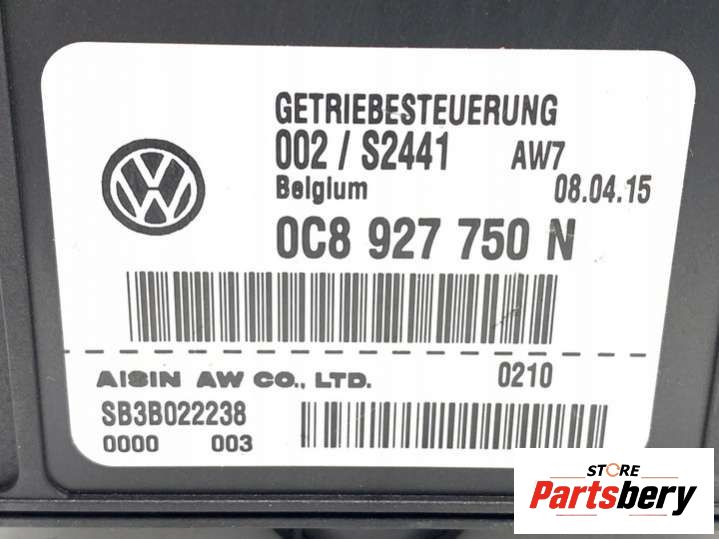 GETRIEBESTEUERUNG
002 / S2441 AW7
Belgium 08.04.15
0C8 927 750 N
AISIN AW CO., LTD. 0210
SB3B022238
0000 003
STORE
Partsbery